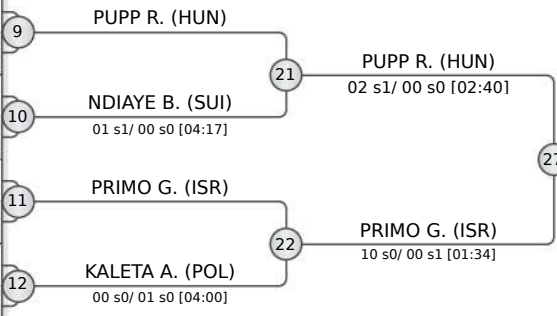 PUPP R. (HUN)
9
21
PUPP R. (HUN)
02 s1/ 00 s0 [02:40]
NDIAYE B. (SUI)
10
01 s1/ 00 s0 [04:17]
27
PRIMO G. (ISR)
11
22
PRIMO G. (ISR)
10 s0/ 00 s1 [01:34]
KALETA A. (POL)
12
00 s0/ 01 s0 [04:00]